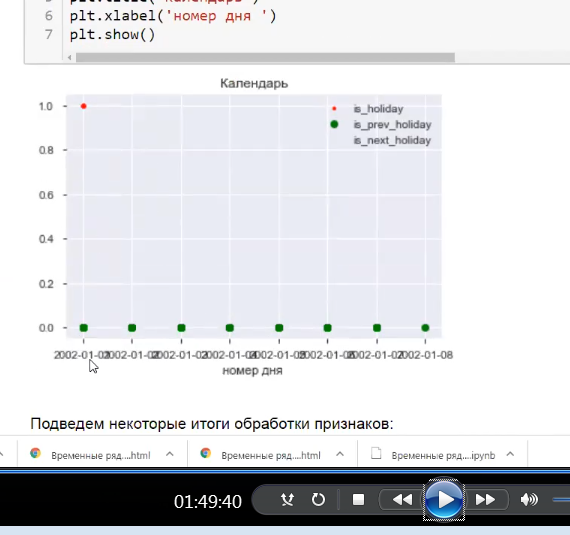 6 plt.xlabel('номер дня ')
7 plt.show()
Календарь
is_holiday
is_prev_holiday
is_next_holiday
1.0
0.8
0.6
0.4
0.2
0.0
2002-01-08
номер дня
Подведем некоторые итоги обработки признаков:
Временные ряд....html Временные ряд....html Временные ряд....ipynb
01:49:40